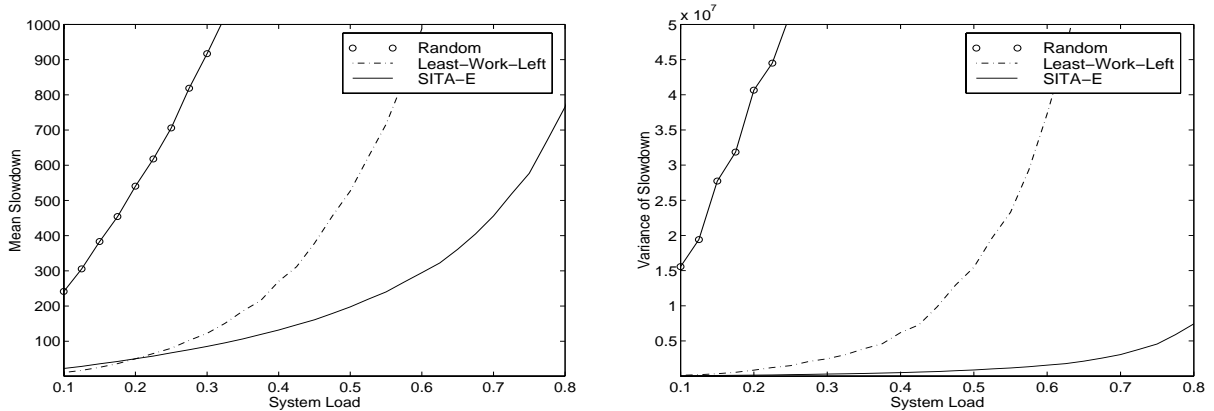 1000
900
800
700
600
500
400
300
200
100
Mean Slowdown
0.1 0.2 0.3 0.4 0.5 0.6 0.7 0.8
System Load
Random
Least−Work−Left
SITA−E
x 10^7
5
4.5
4
3.5
3
2.5
2
1.5
1
0.5
Variance of Slowdown
0.1 0.2 0.3 0.4 0.5 0.6 0.7 0.8
System Load
Random
Least−Work−Left
SITA−E